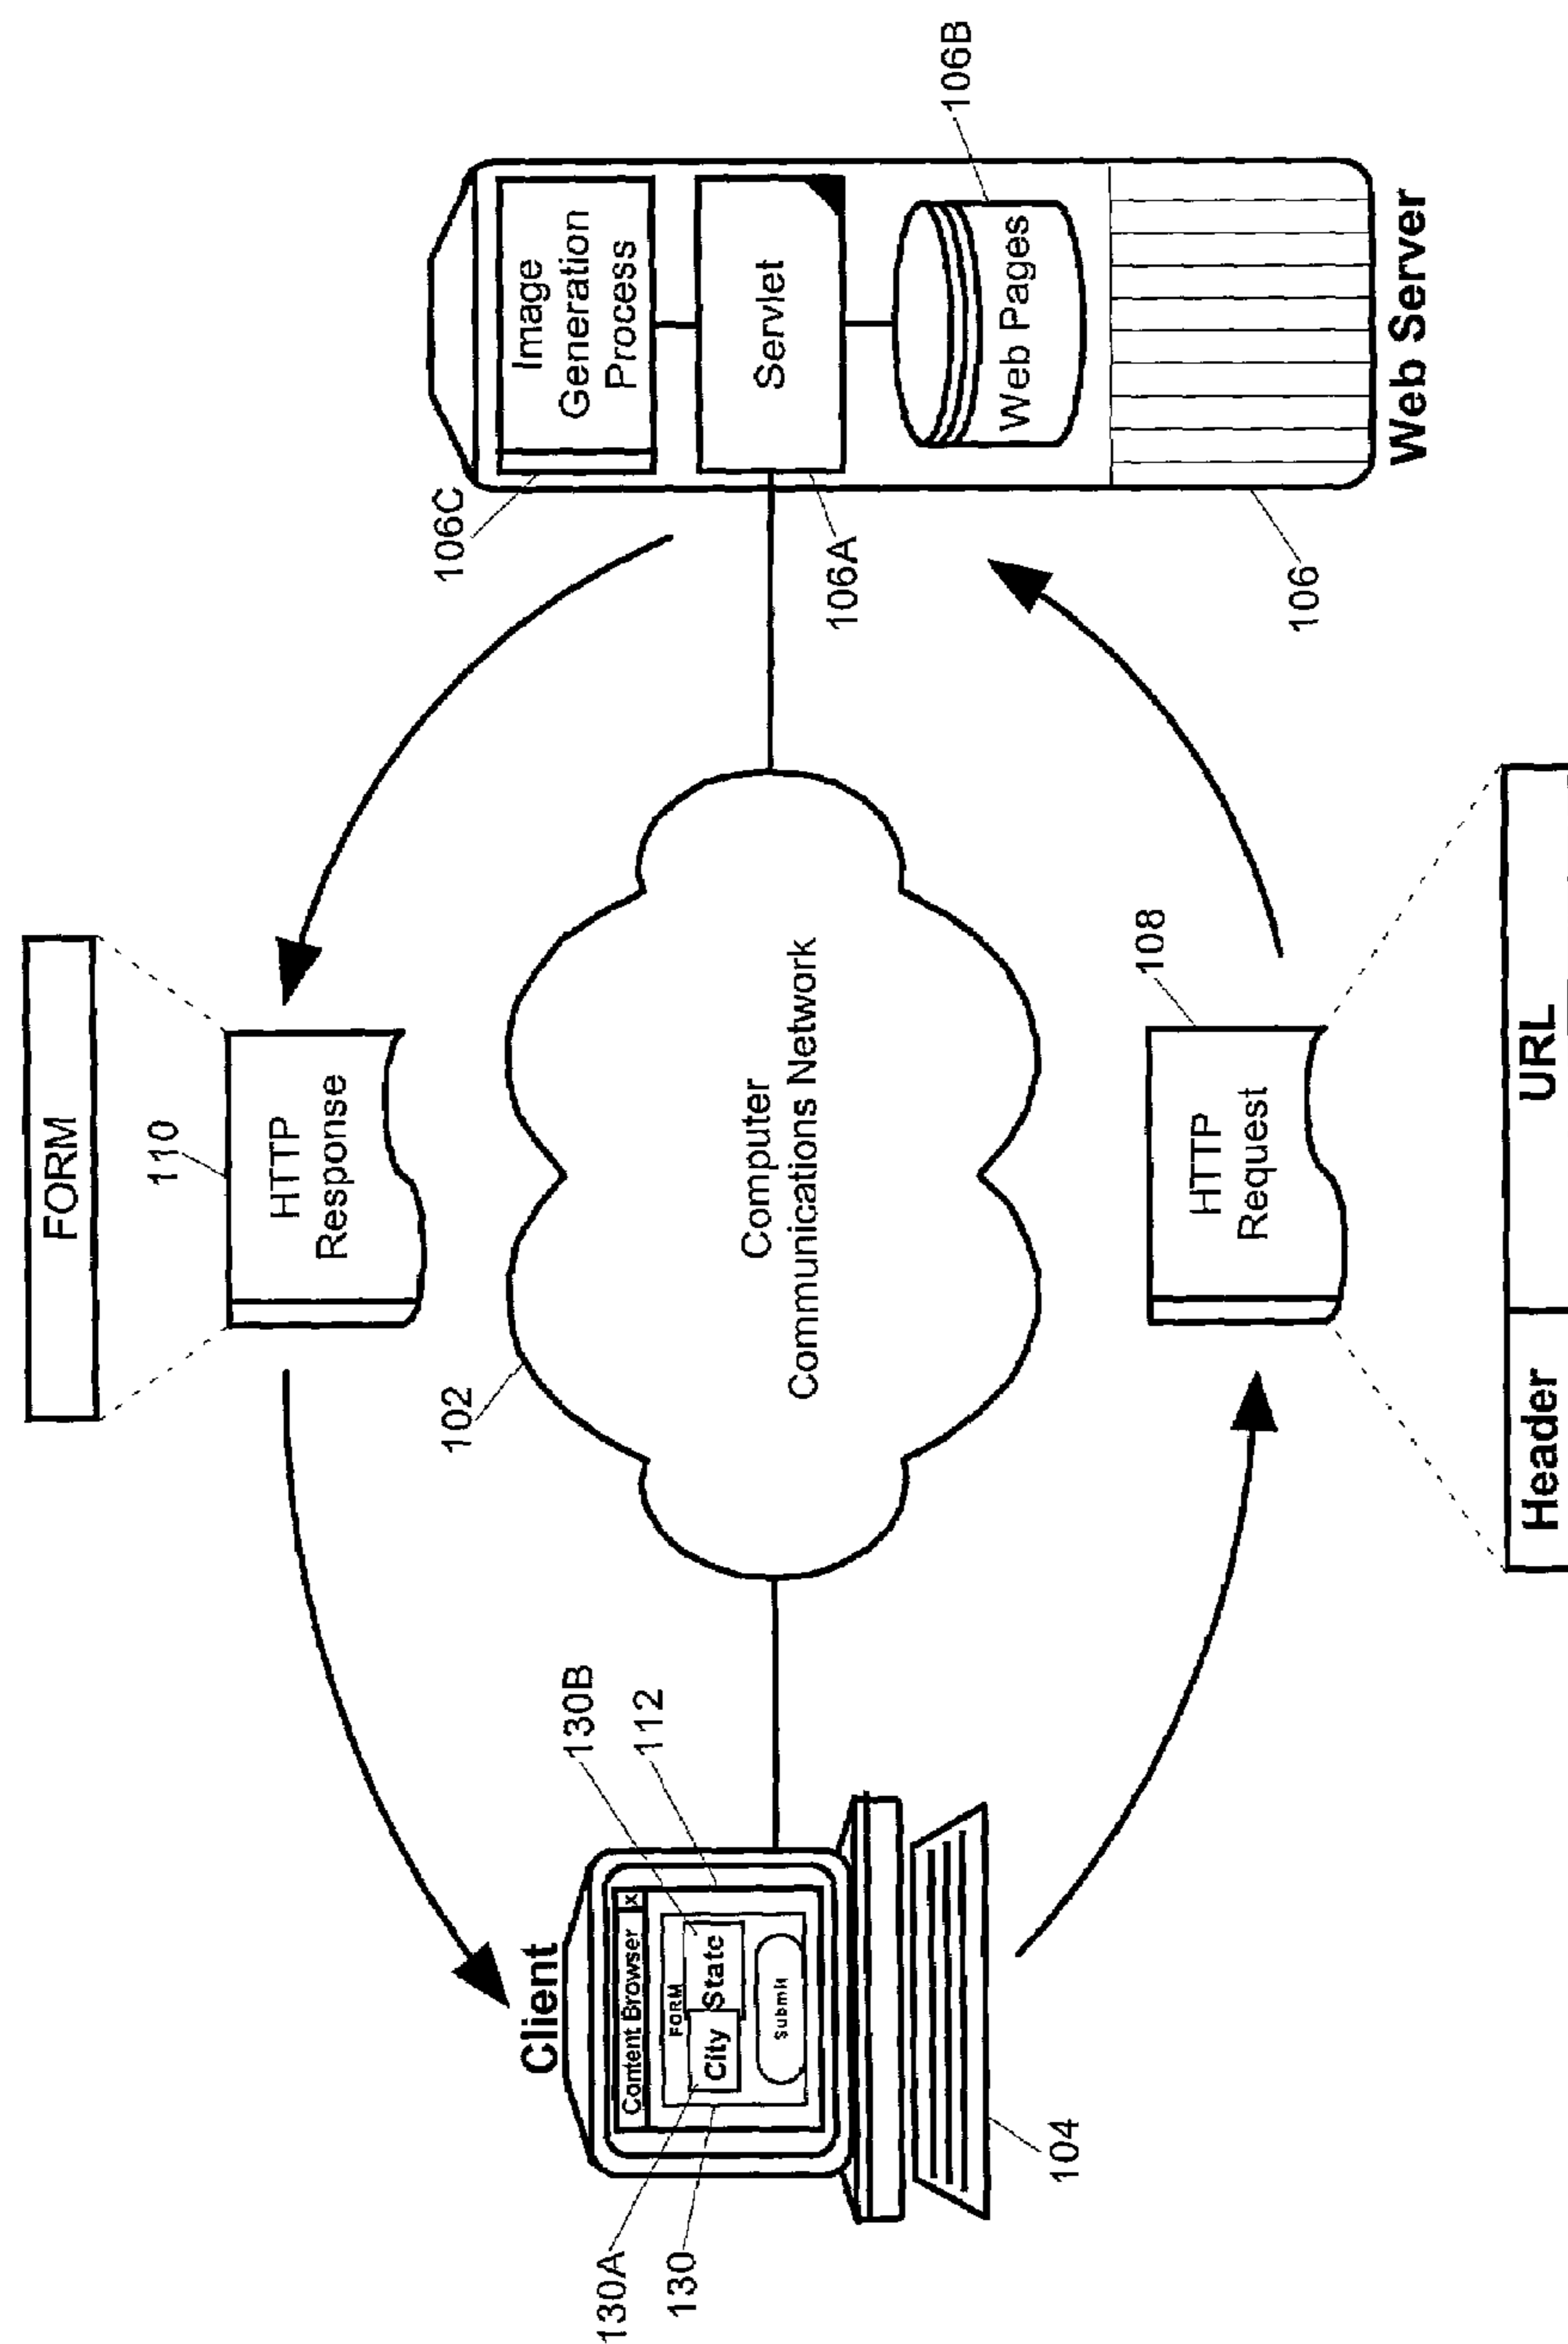 FORM
110
HTTP
Response
102
Computer
Communications Network
Client
130B
112
Content Browser
x
FORM
City
State
Submit
130A
130
104
106C
Image
Generation
Process
Servlet
106A
Web Pages
106B
106
Web Server
108
HTTP
Request
Header
URL